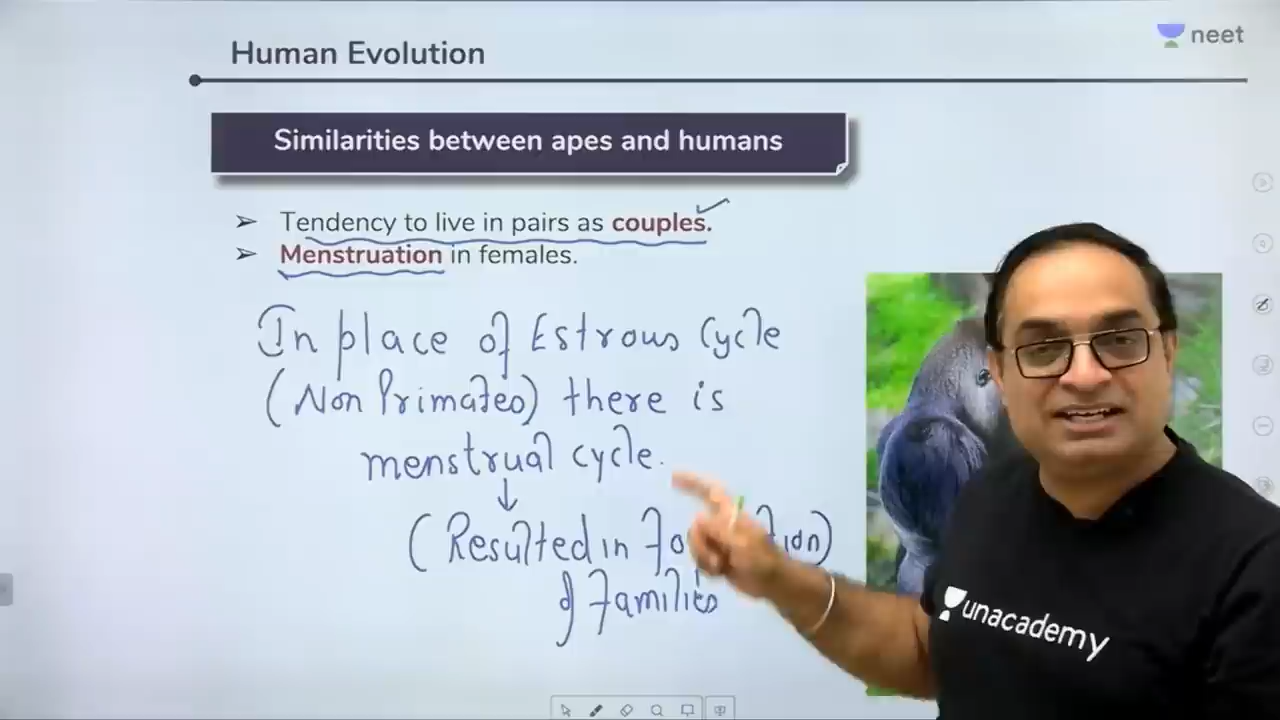 neet
Human Evolution
Similarities between apes and humans
➢ Tendency to live in pairs as couples.
➢ Menstruation in females.
In place of Estrous Cycle
(Non Primates) there is
menstrual cycle.
(Resulted in
of families
unacademy